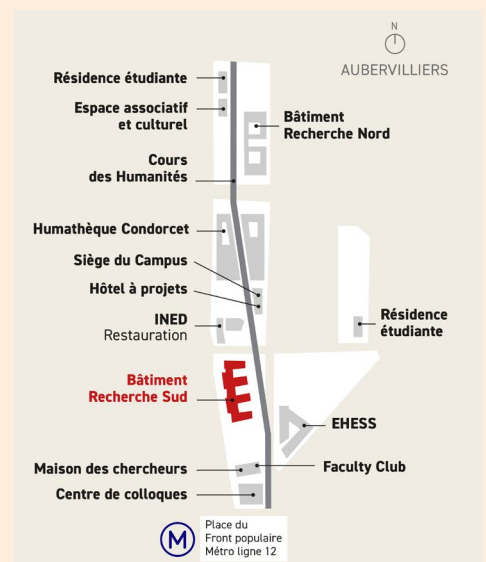 N
AUBERVILLIERS
Résidence étudiante
Espace associatif
et culturel
Bâtiment
Recherche Nord
Cours
des Humanités
Humathèque Condorcet
Siège du Campus
Hôtel à projets
INED
Restauration
Résidence
étudiante
Bâtiment
Recherche Sud
EHESS
Maison des chercheurs
Faculty Club
Centre de colloques
M
Place du
Front populaire
Métro ligne 12